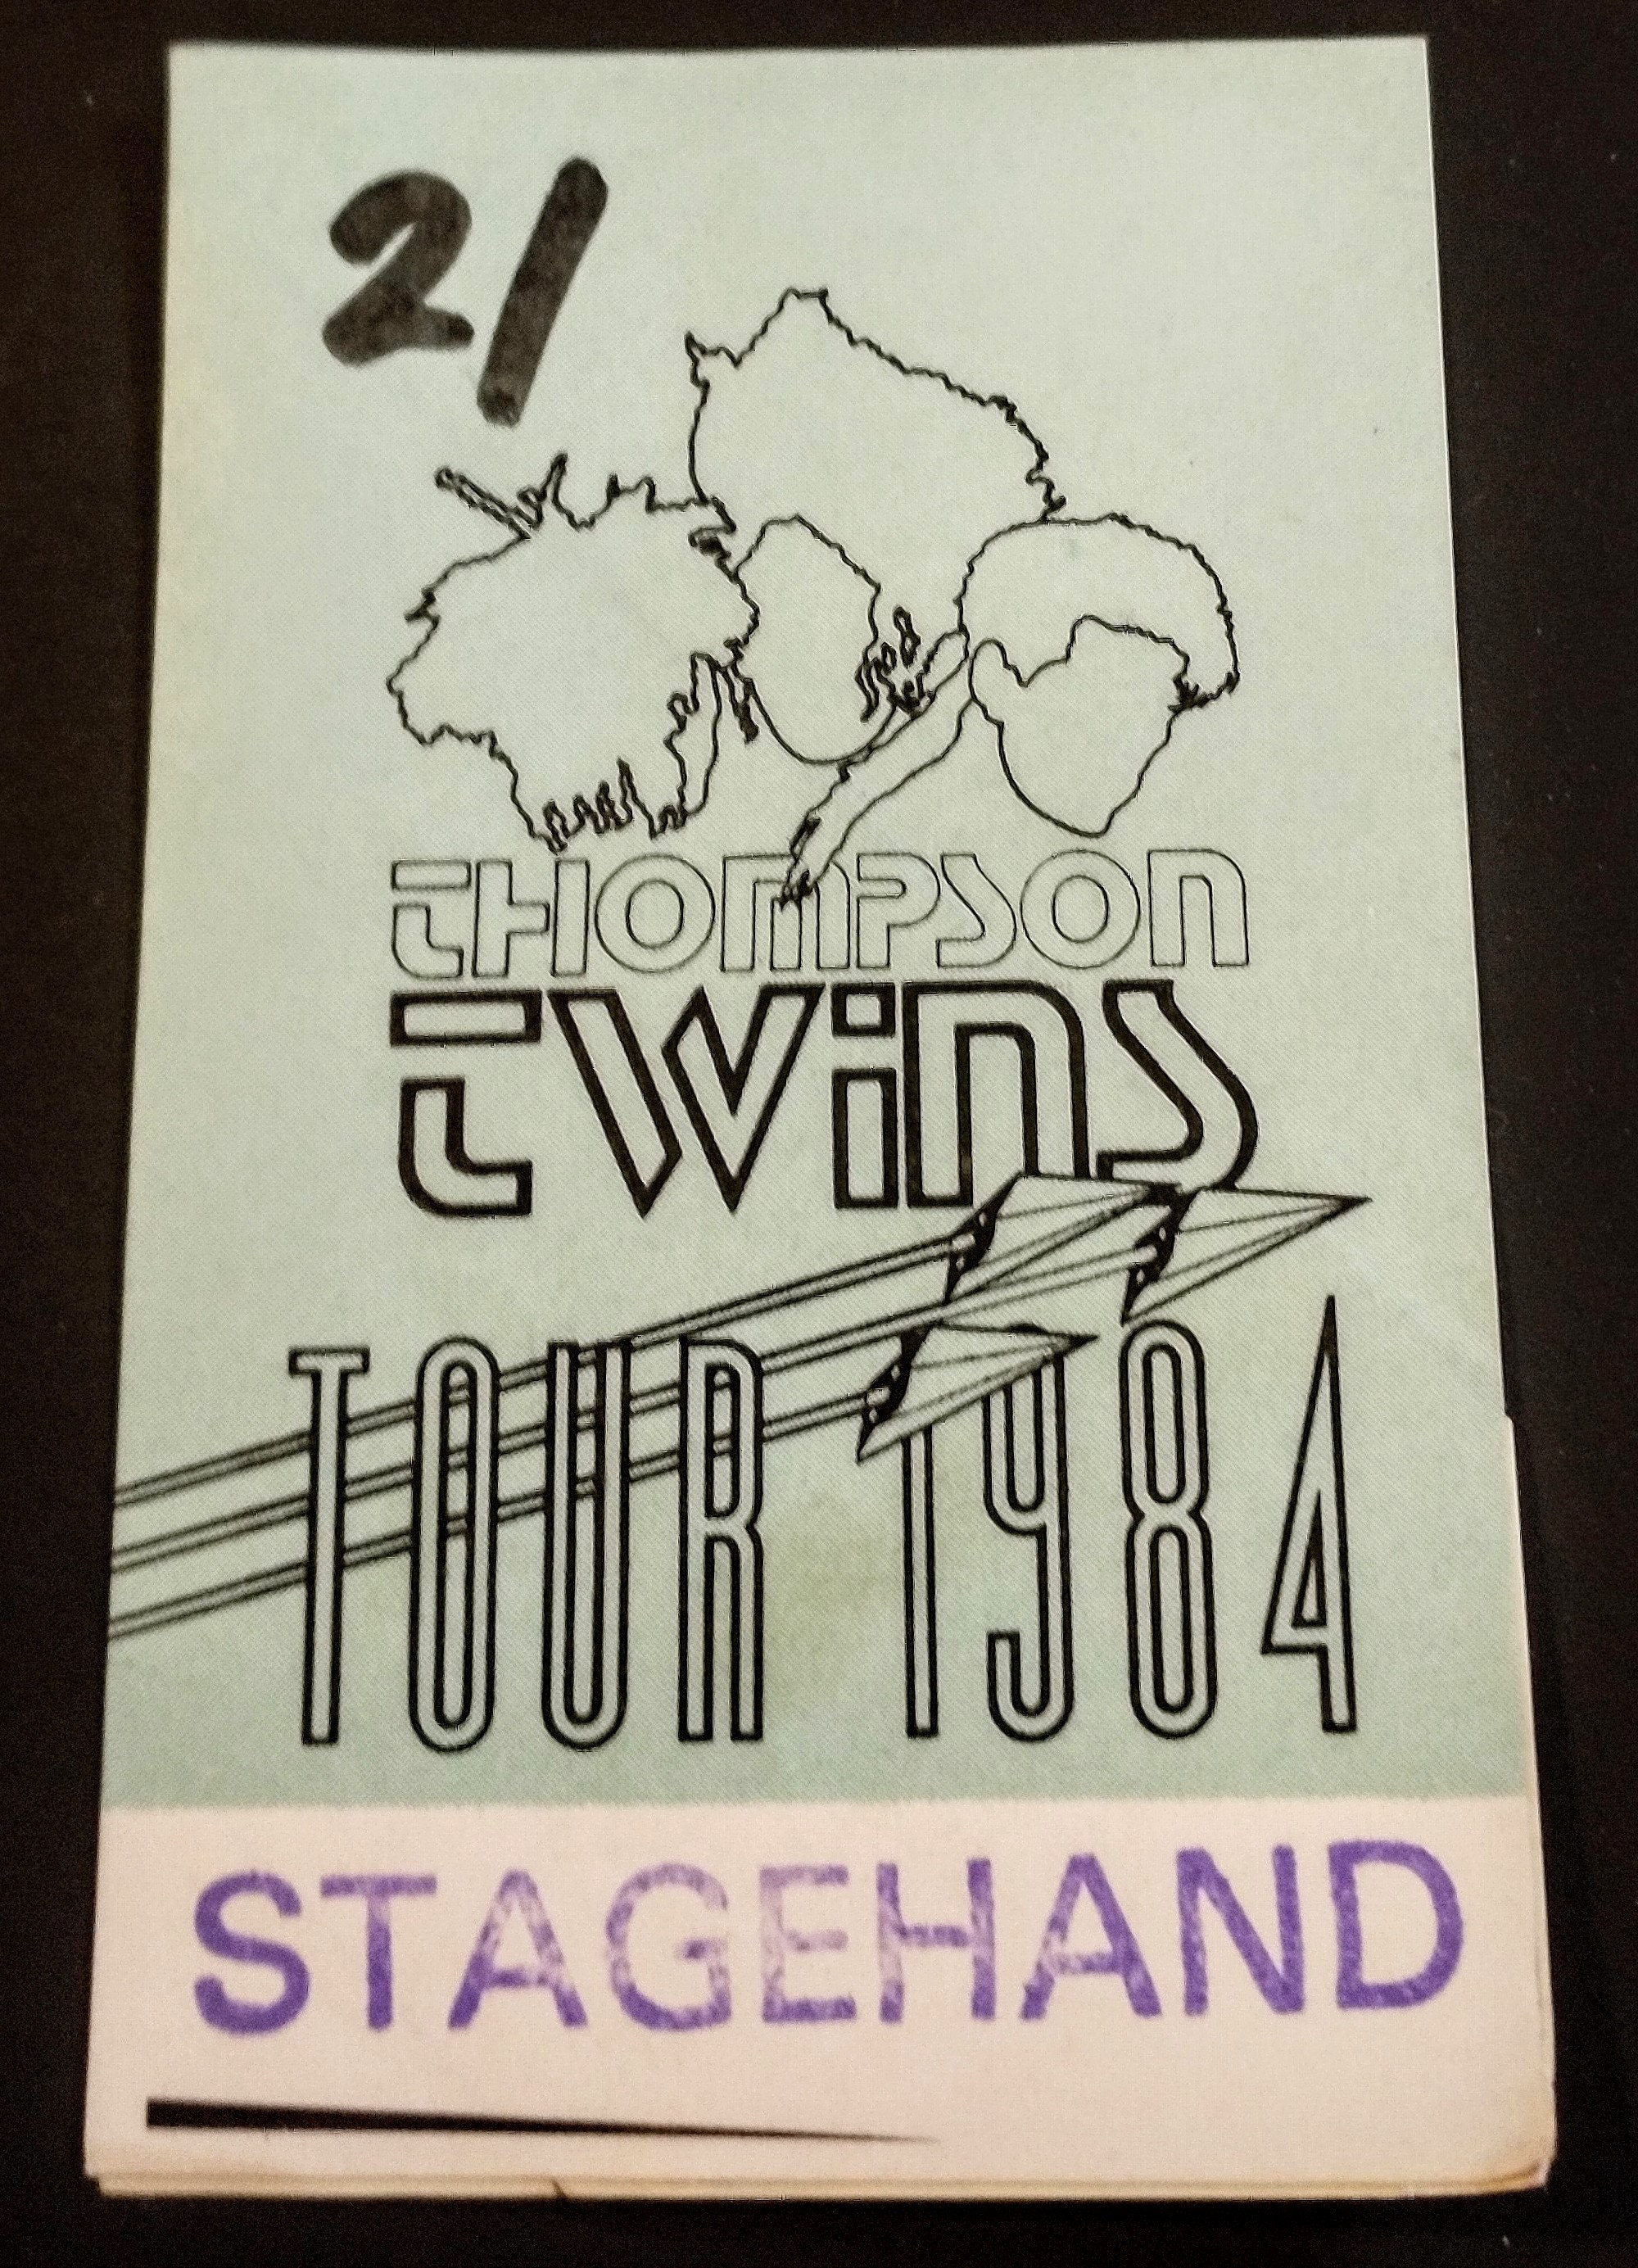 21
THOMPSON
TWiNS
TOUR 1984
STAGEHAND